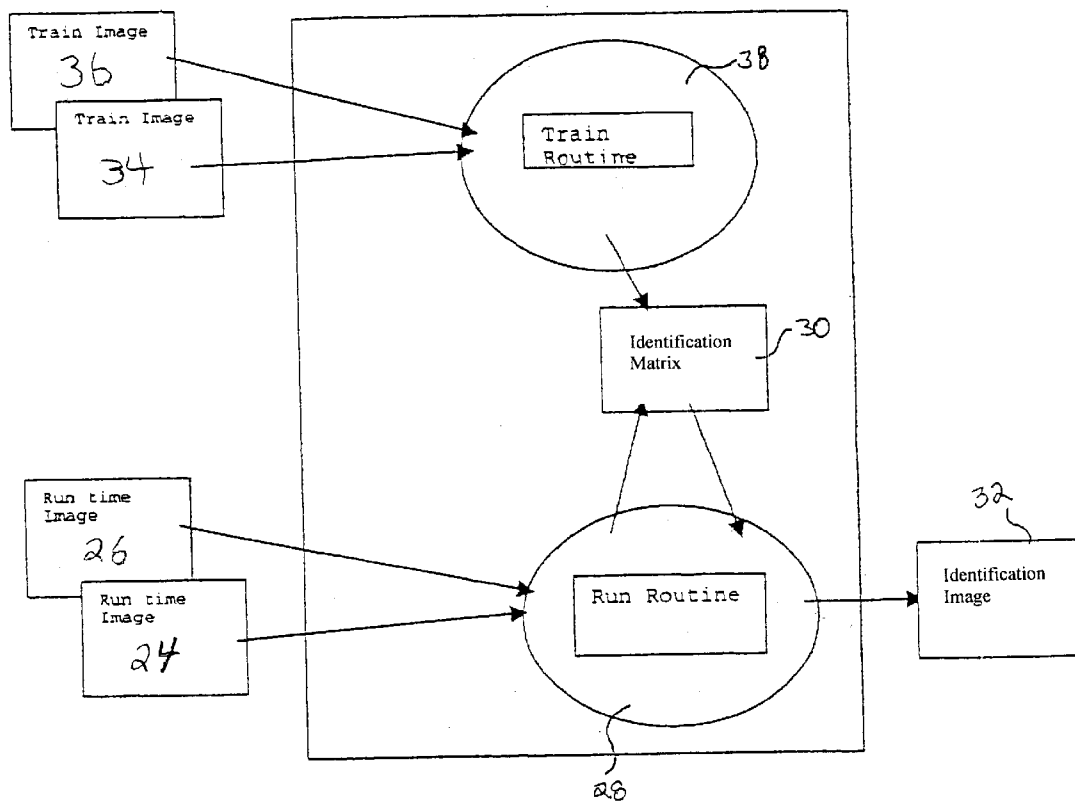 Train Image
36
Train Image
34
38
Train
Routine
Identification
Matrix
30
Run time
Image
26
Run time
Image
24
Run Routine
32
Identification
Image
28